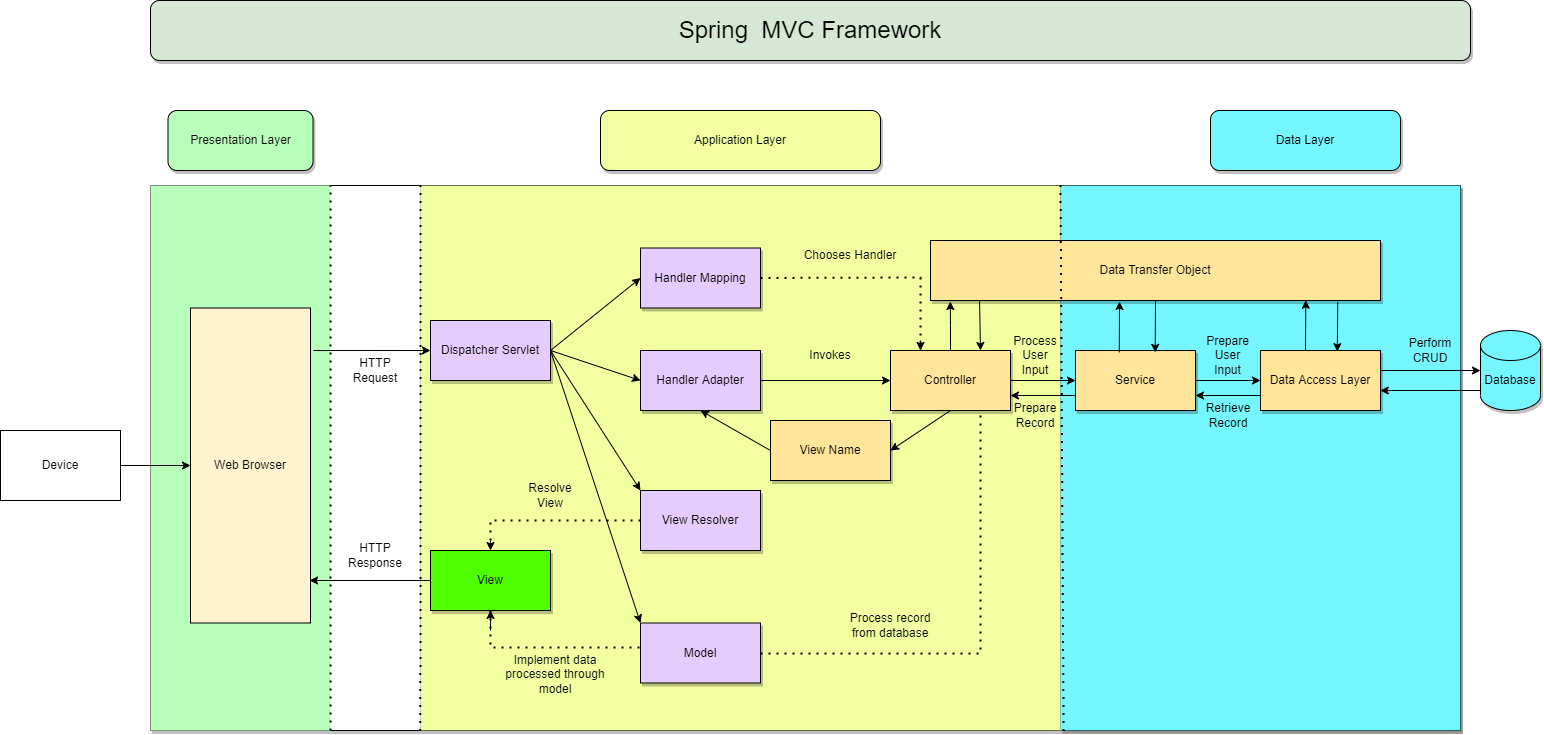 Spring MVC Framework
Presentation Layer
Application Layer
Data Layer
Device
Web Browser
HTTP
Request
HTTP
Response
Dispatcher Servlet
Handler Mapping
Chooses Handler
Handler Adapter
Invokes
Controller
View Name
View Resolver
Resolve
View
View
Model
Implement data
processed through
model
Process record
from database
Data Transfer Object
Process
User
Input
Prepare
Record
Service
Prepare
User
Input
Retrieve
Record
Data Access Layer
Perform
CRUD
Database